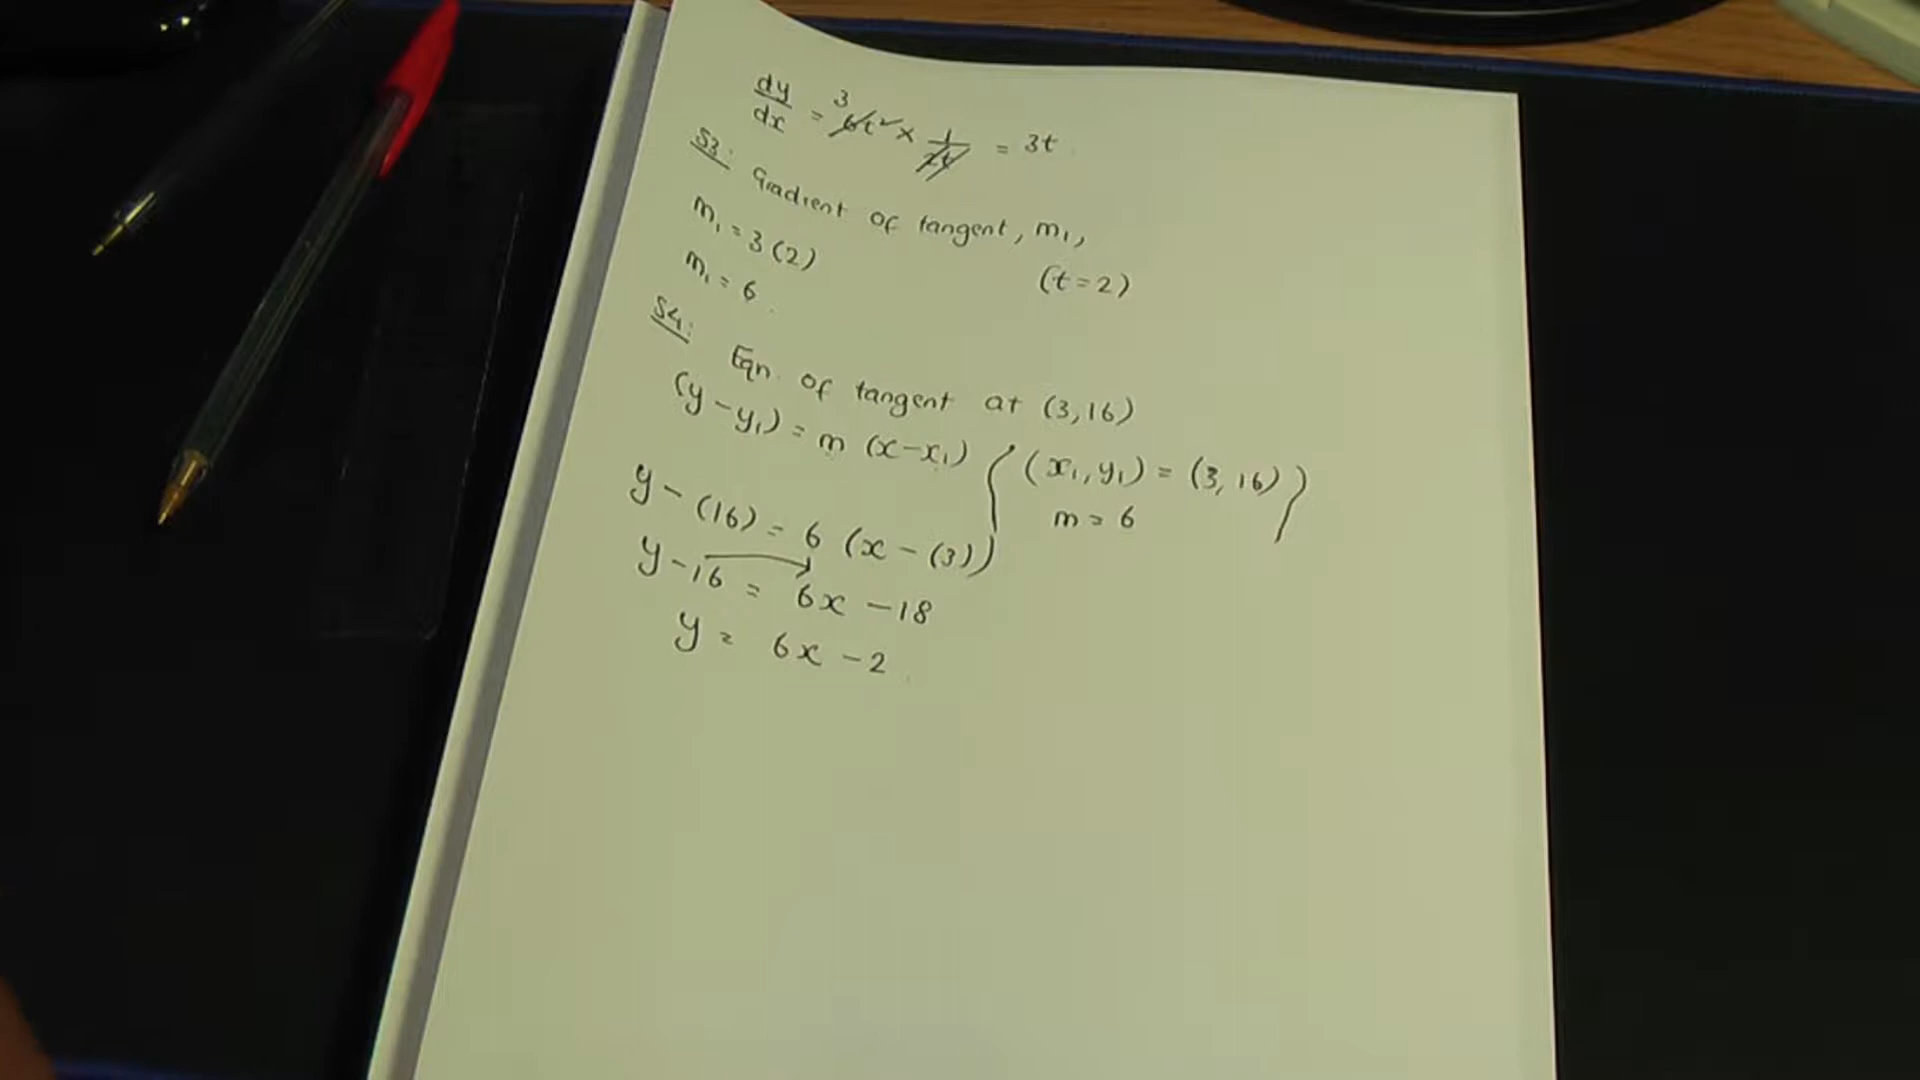 dy/dx = 6t² × 1/2t = 3t
3
S3: Gradient of tangent, m₁,
m₁ = 3(2) (t=2)
m₁ = 6.
S4: Eqn. of tangent at (3,16)
(y-y₁) = m (x-x₁) { (x₁,y₁) = (3,16) }
m = 6
y-(16) = 6 (x-(3))
y-16 = 6x -18
y = 6x -2.